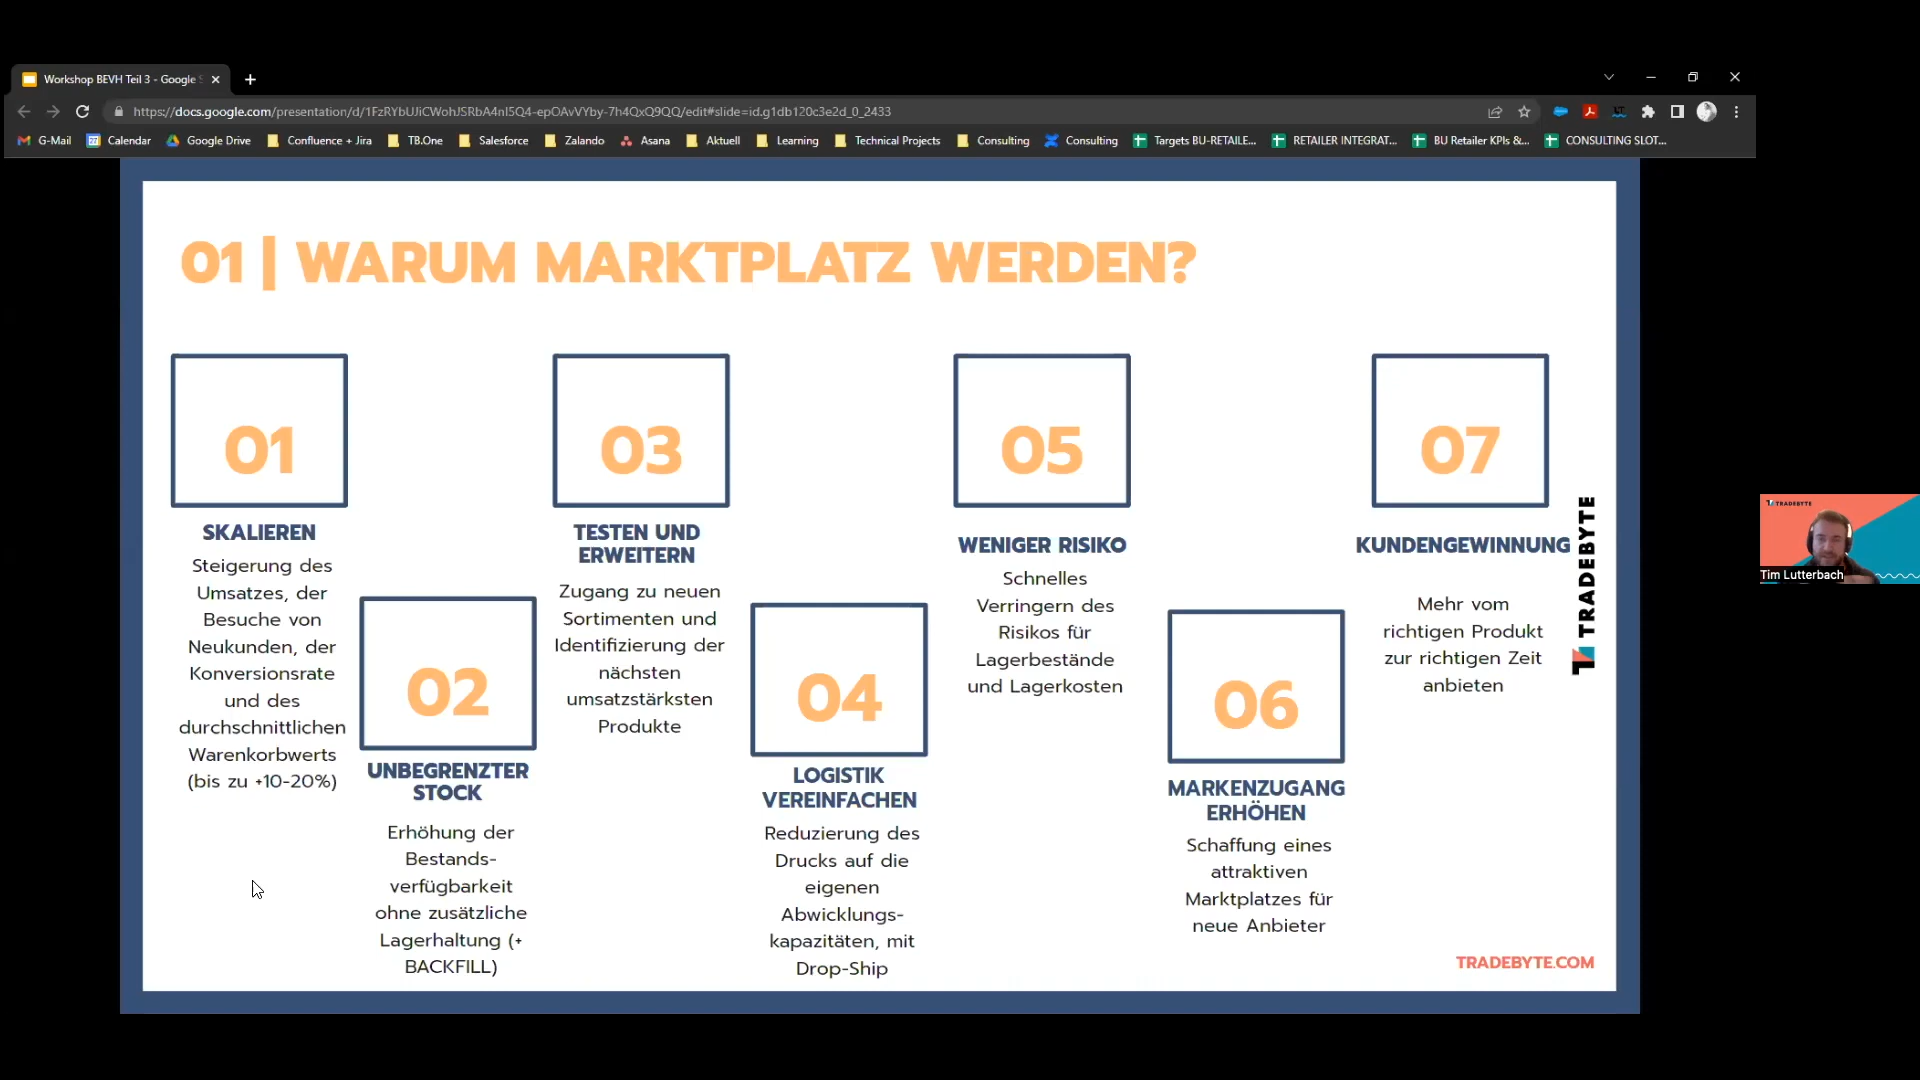 Workshop BEVH Teil 3 - Google S
https://docs.google.com/presentation/d/1FzRYbUJiCWohJSRbA4nI5Q4-epOAvVYby-7h4QxQ9QQ/edit#slide=id.g1db120c3e2d_0_2433
G-Mail
Calendar
Google Drive
Confluence + Jira
TB.One
Salesforce
Zalando
Asana
Aktuell
Learning
Technical Projects
Consulting
Consulting
Targets BU-RETAILE...
RETAILER INTEGRAT...
BU Retailer KPIs &...
CONSULTING SLOT...
01 | WARUM MARKTPLATZ WERDEN?
01
SKALIEREN
Steigerung des
Umsatzes, der
Besuche von
Neukunden, der
Konversionsrate
und des
durchschnittlichen
Warenkorbwerts
(bis zu +10-20%)
02
UNBEGRENZTER
STOCK
Erhöhung der
Bestands-
verfügbarkeit
ohne zusätzliche
Lagerhaltung (+
BACKFILL)
03
TESTEN UND
ERWEITERN
Zugang zu neuen
Sortimenten und
Identifizierung der
nächsten
umsatzstärksten
Produkte
04
LOGISTIK
VEREINFACHEN
Reduzierung des
Drucks auf die
eigenen
Abwicklungs-
kapazitäten, mit
Drop-Ship
05
WENIGER RISIKO
Schnelles
Verringern des
Risikos für
Lagerbestände
und Lagerkosten
06
MARKENZUGANG
ERHÖHEN
Schaffung eines
attraktiven
Marktplatzes für
neue Anbieter
07
KUNDENGEWINNUNG
Mehr vom
richtigen Produkt
zur richtigen Zeit
anbieten
TRADEBYTE
TRADEBYTE.COM
TRADEBYTE
Tim Lutterbach